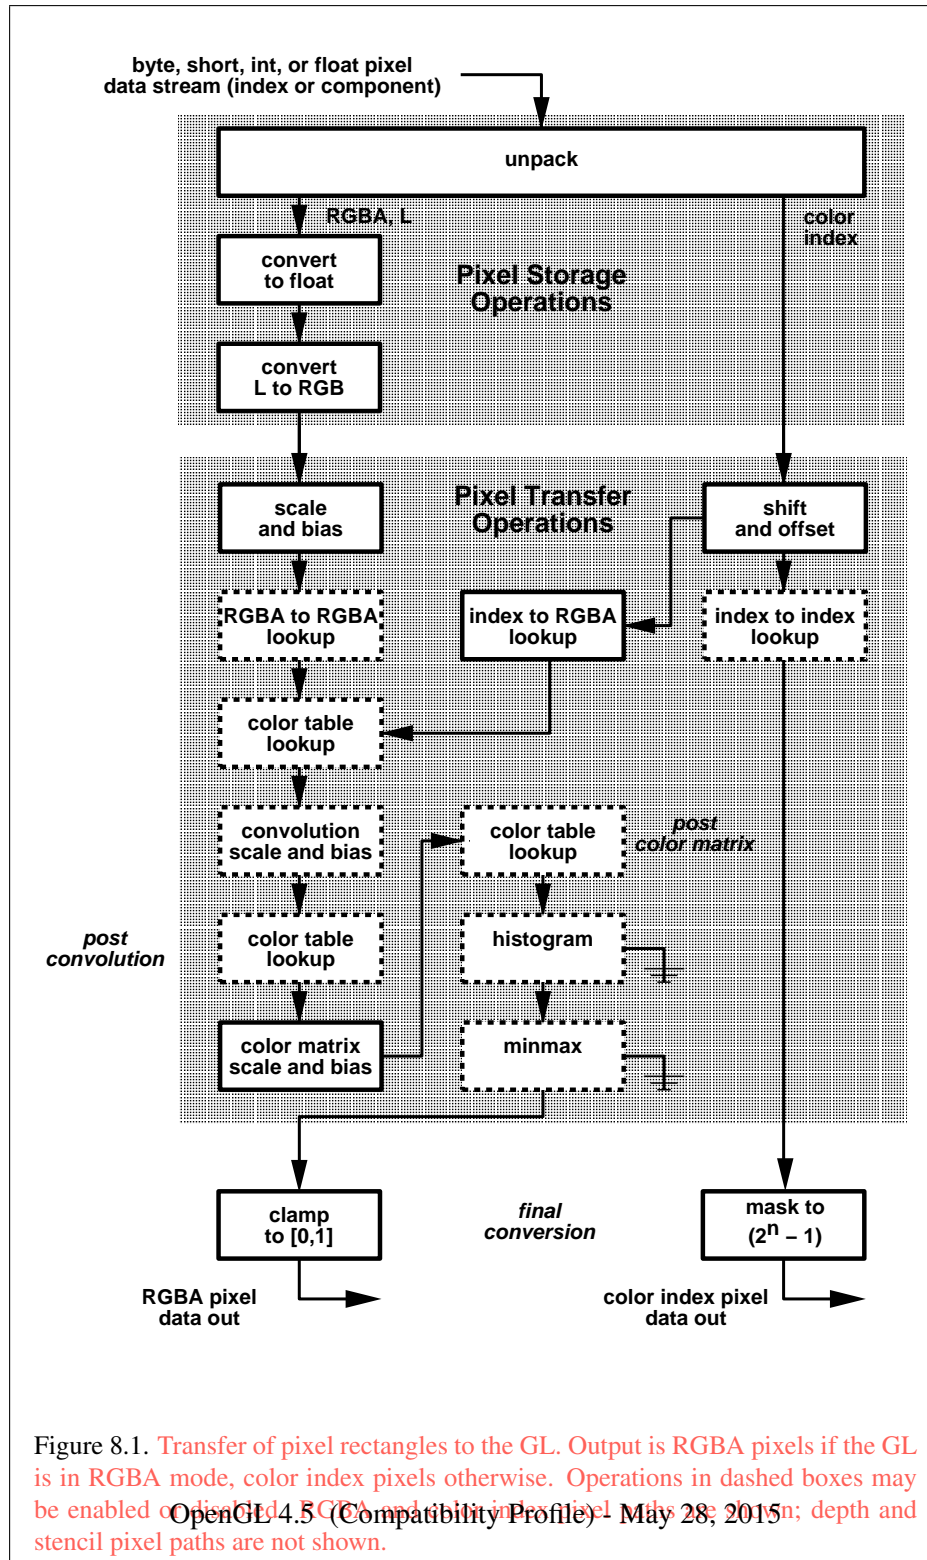 byte, short, int, or float pixel
data stream (index or component)
unpack
RGBA, L
color
index
convert
to float
Pixel Storage
Operations
convert
L to RGB
scale
and bias
Pixel Transfer
Operations
shift
and offset
RGBA to RGBA
lookup
index to RGBA
lookup
index to index
lookup
color table
lookup
convolution
scale and bias
color table
lookup
post
color matrix
post
convolution
color table
lookup
histogram
color matrix
scale and bias
minmax
clamp
to [0,1]
final
conversion
mask to
(2^n – 1)
RGBA pixel
data out
color index pixel
data out
Figure 8.1. Transfer of pixel rectangles to the GL. Output is RGBA pixels if the GL
is in RGBA mode, color index pixels otherwise. Operations in dashed boxes may
be enabled or disabled. RGBA and color index pixel paths are shown; depth and
OpenGL 4.5 (Compatibility Profile) - May 28, 2015
stencil pixel paths are not shown.